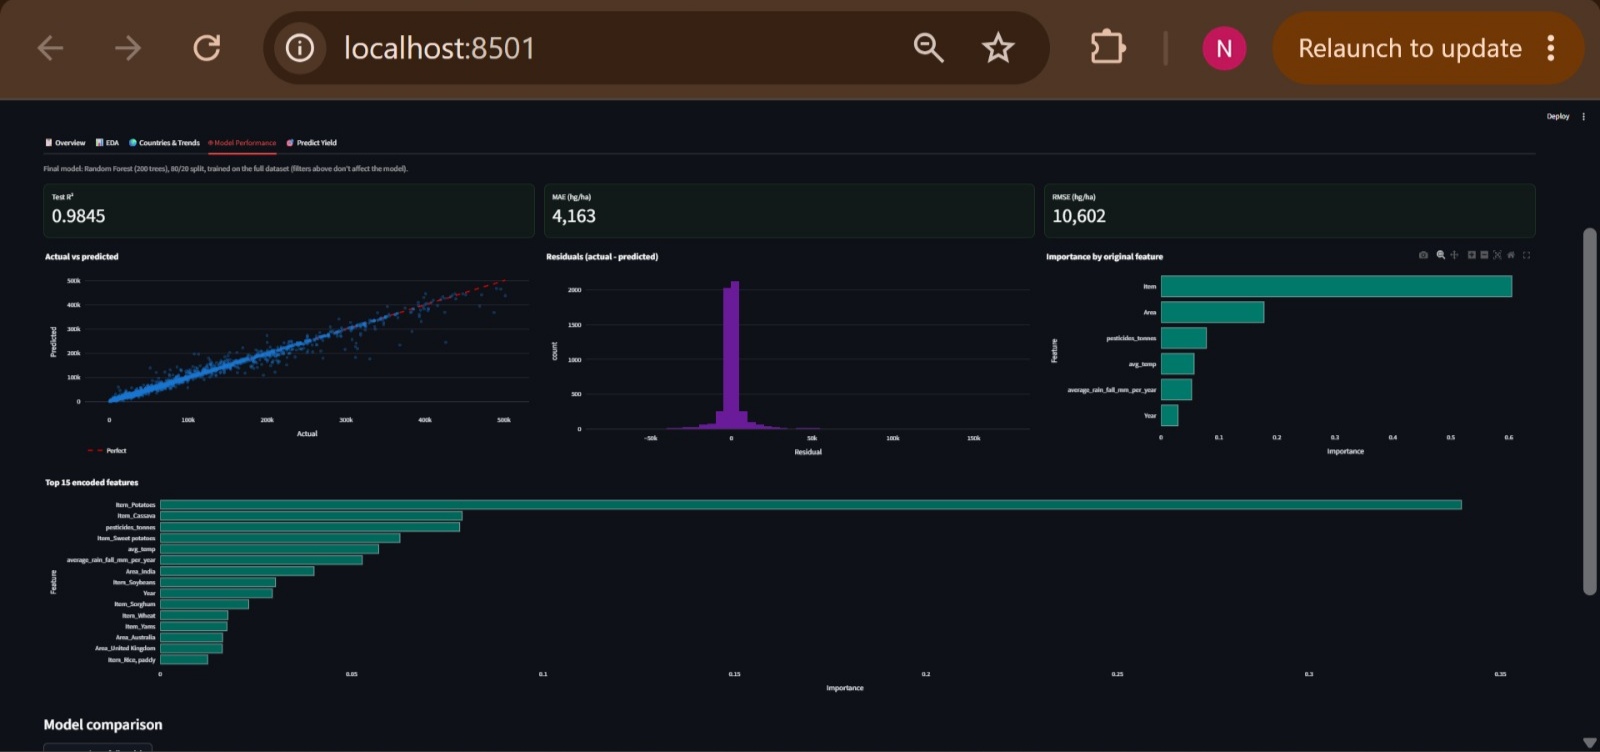 localhost:8501
N
Relaunch to update
Deploy
Overview
EDA
Countries & Trends
Model Performance
Predict Yield
Final model: Random Forest (200 trees), 80/20 split, trained on the full dataset (filters above don't affect the model).
Test R²
0.9845
MAE (hg/ha)
4,163
RMSE (hg/ha)
10,602
Actual vs predicted
500k
400k
300k
200k
100k
0
Predicted
0
100k
200k
300k
400k
500k
Actual
Perfect
Residuals (actual - predicted)
2000
1500
1000
500
0
count
−50k
0
50k
100k
150k
Residual
Importance by original feature
Item
Area
pesticides_tonnes
avg_temp
average_rain_fall_mm_per_year
Year
Feature
0
0.1
0.2
0.3
0.4
0.5
0.6
Importance
Top 15 encoded features
Item_Potatoes
Item_Cassava
pesticides_tonnes
Item_Sweet potatoes
avg_temp
average_rain_fall_mm_per_year
Area_India
Item_Soybeans
Year
Item_Sorghum
Item_Wheat
Item_Yams
Area_Australia
Area_United Kingdom
Item_Rice, paddy
Feature
0
0.05
0.1
0.15
0.2
0.25
0.3
0.35
Importance
Model comparison